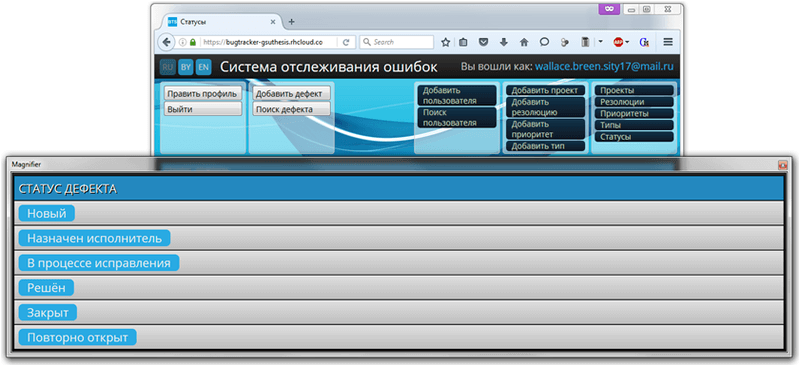 BTS Статусы
https://bugtracker-gsuthesis.rhcloud.co
Search
ABP
RU BY EN Система отслеживания ошибок Вы вошли как: wallace.breen.sity17@mail.ru
Править профиль
Выйти
Добавить дефект
Поиск дефекта
Добавить
пользователя
Поиск
пользователя
Добавить проект
Добавить
резолюцию
Добавить
приоритет
Добавить тип
Проекты
Резолюции
Приоритеты
Типы
Статусы
Magnifier
СТАТУС ДЕФЕКТА
Новый
Назначен исполнитель
В процессе исправления
Решён
Закрыт
Повторно открыт